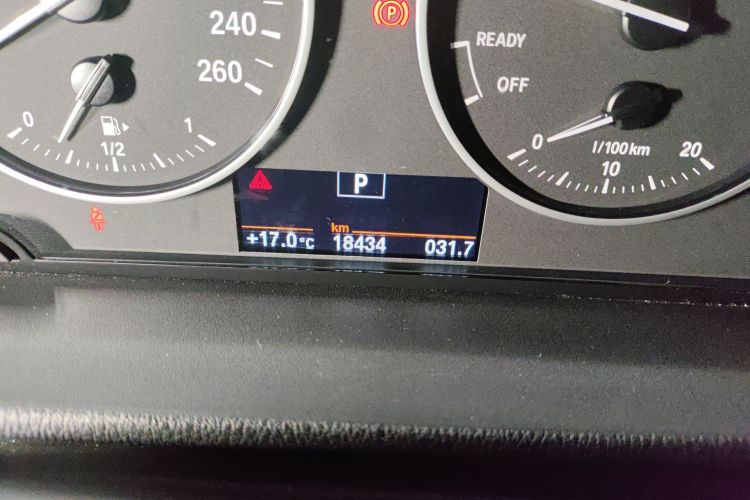 240
260
0
1/2
1
(P)
READY
OFF
0
l/100km
10
20
P
km
+17.0°C 18434 031.7